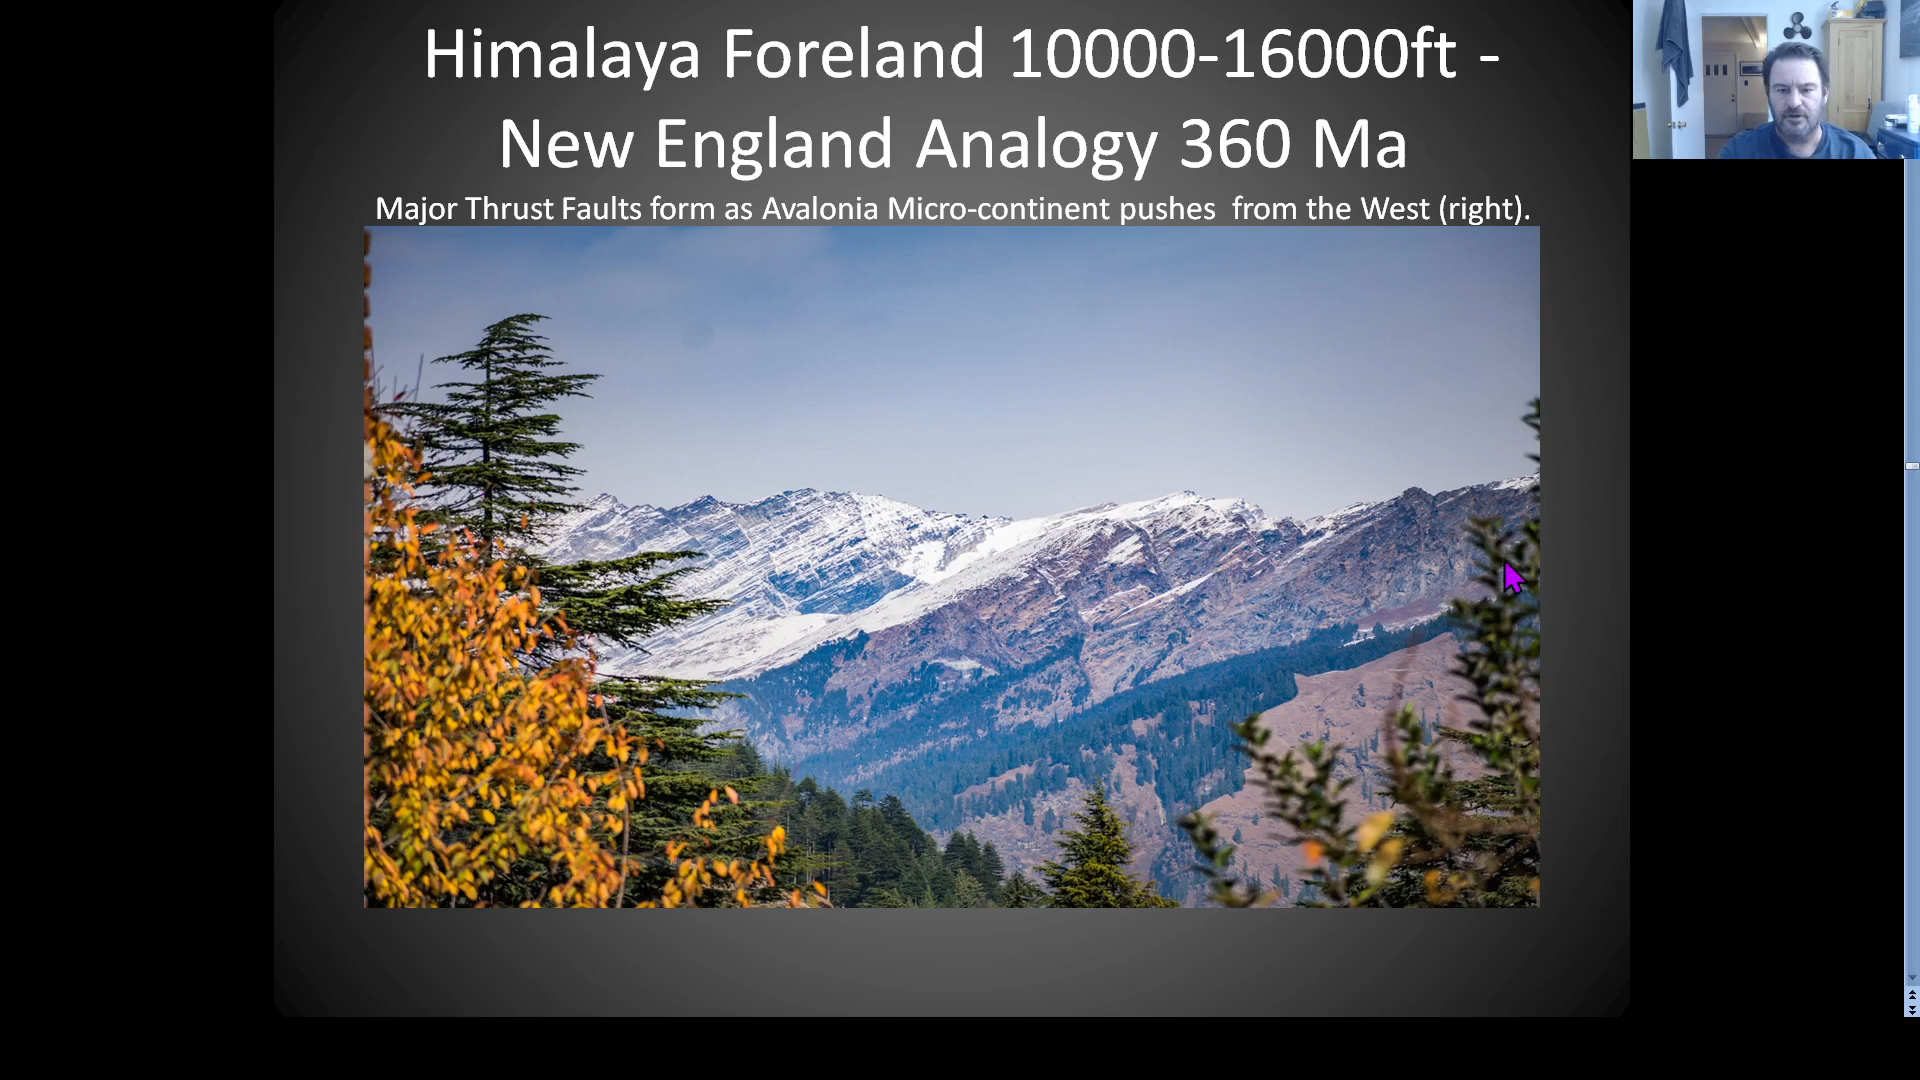 Himalaya Foreland 10000-16000ft -
New England Analogy 360 Ma
Major Thrust Faults form as Avalonia Micro-continent pushes  from the West (right).